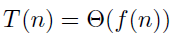 T(n) = Θ(f(n))